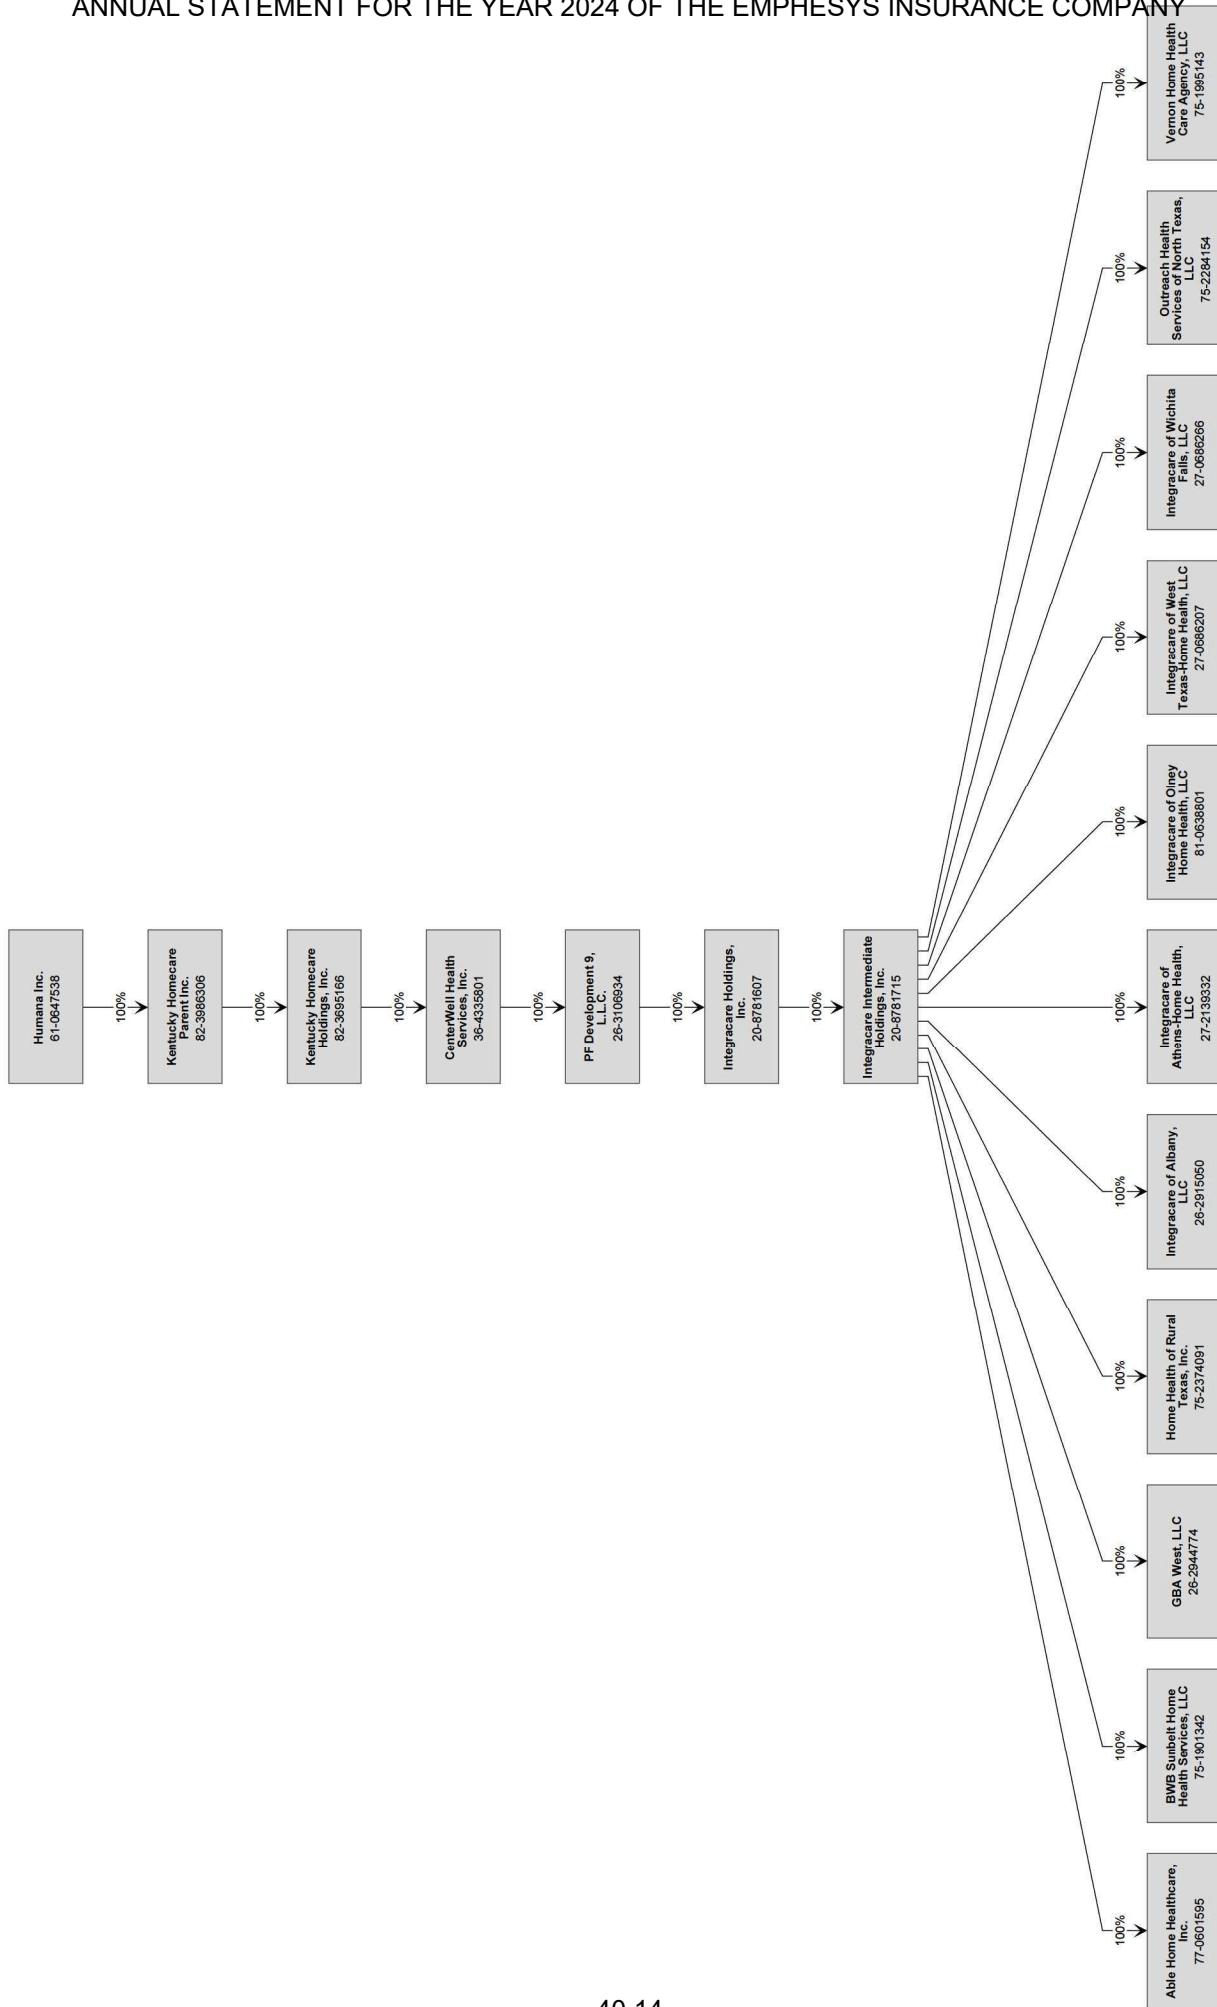 ANNUAL STATEMENT FOR THE YEAR 2024 OF THE EMPHESYS INSURANCE COMPANY
Humana Inc.
61-0647538
100%
Kentucky Homecare
Parent Inc.
82-3986306
100%
Kentucky Homecare
Holdings, Inc.
82-3695166
100%
CenterWell Health
Services, Inc.
36-4335801
100%
PF Development 9,
L.L.C.
26-3106934
100%
Integracare Holdings,
Inc.
20-8781607
100%
Integracare Intermediate
Holdings, Inc.
20-8781715
100%
Able Home Healthcare,
Inc.
77-0601595
100%
BWB Sunbelt Home
Health Services, LLC
75-1901342
100%
GBA West, LLC
26-2944774
100%
Home Health of Rural
Texas, Inc.
75-2374091
100%
Integracare of Albany,
LLC
26-2915050
100%
Integracare of
Athens-Home Health,
LLC
27-2139332
100%
Integracare of Olney
Home Health, LLC
81-0638801
100%
Integracare of West
Texas-Home Health, LLC
27-0686207
100%
Integracare of Wichita
Falls, LLC
27-0686266
100%
Outreach Health
Services of North Texas,
LLC
75-2284154
100%
Vernon Home Health
Care Agency, LLC
75-1995143
40.14